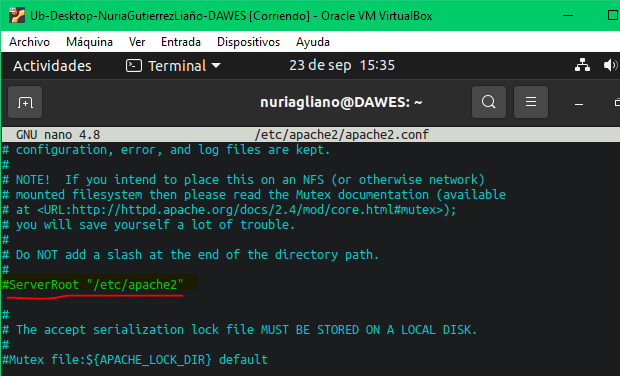 Ub-Desktop-NuriaGutierrezLiaño-DAWES [Corriendo] - Oracle VM VirtualBox
Archivo Máquina Ver Entrada Dispositivos Ayuda
Actividades Terminal 23 de sep 15:35
nuriagliano@DAWES: ~
GNU nano 4.8 /etc/apache2/apache2.conf
# configuration, error, and log files are kept.
#
# NOTE! If you intend to place this on an NFS (or otherwise network)
# mounted filesystem then please read the Mutex documentation (available
# at <URL:http://httpd.apache.org/docs/2.4/mod/core.html#mutex>);
# you will save yourself a lot of trouble.
#
# Do NOT add a slash at the end of the directory path.
#
#ServerRoot "/etc/apache2"
#
# The accept serialization lock file MUST BE STORED ON A LOCAL DISK.
#
#Mutex file:${APACHE_LOCK_DIR} default